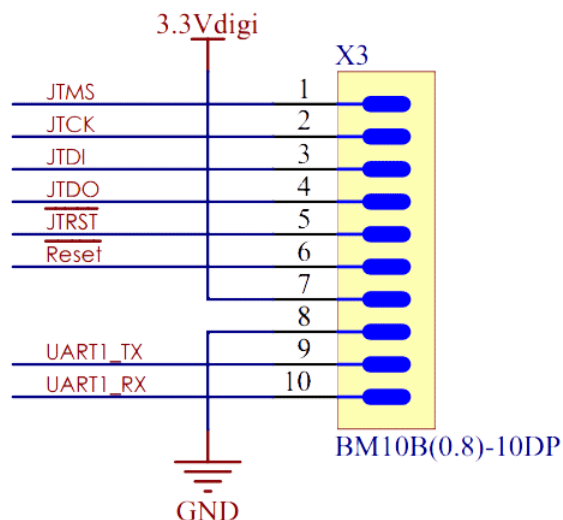 3.3Vdigi
X3
JTMS 1
JTCK 2
JTDI 3
JTDO 4
JTRST 5
Reset 6
7
8
UART1_TX 9
UART1_RX 10
BM10B(0.8)-10DP
GND